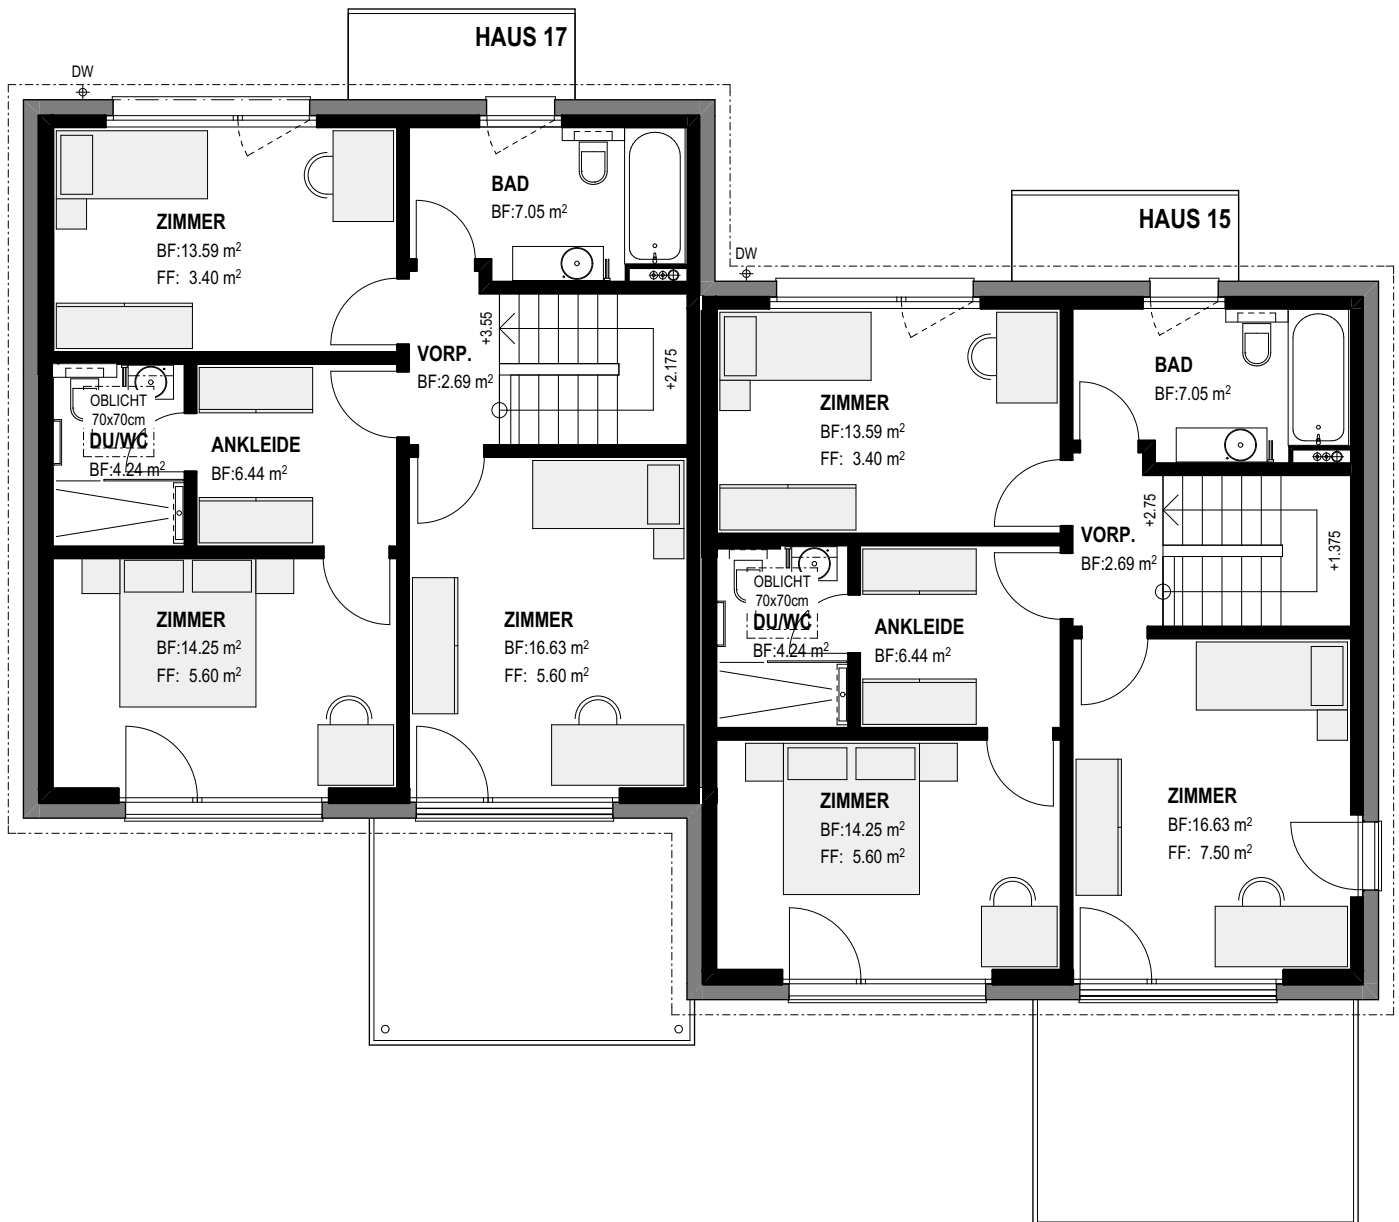 HAUS 17
DW
ZIMMER
BF:13.59 m²
FF: 3.40 m²
BAD
BF:7.05 m²
VORP.
BF:2.69 m²
+3.55
+2.175
OBLICHT
70x70cm
DU/WC
BF:4.24 m²
ANKLEIDE
BF:6.44 m²
ZIMMER
BF:14.25 m²
FF: 5.60 m²
ZIMMER
BF:16.63 m²
FF: 5.60 m²
HAUS 15
DW
ZIMMER
BF:13.59 m²
FF: 3.40 m²
BAD
BF:7.05 m²
VORP.
BF:2.69 m²
+2.75
+1.375
OBLICHT
70x70cm
DU/WC
BF:4.24 m²
ANKLEIDE
BF:6.44 m²
ZIMMER
BF:14.25 m²
FF: 5.60 m²
ZIMMER
BF:16.63 m²
FF: 7.50 m²